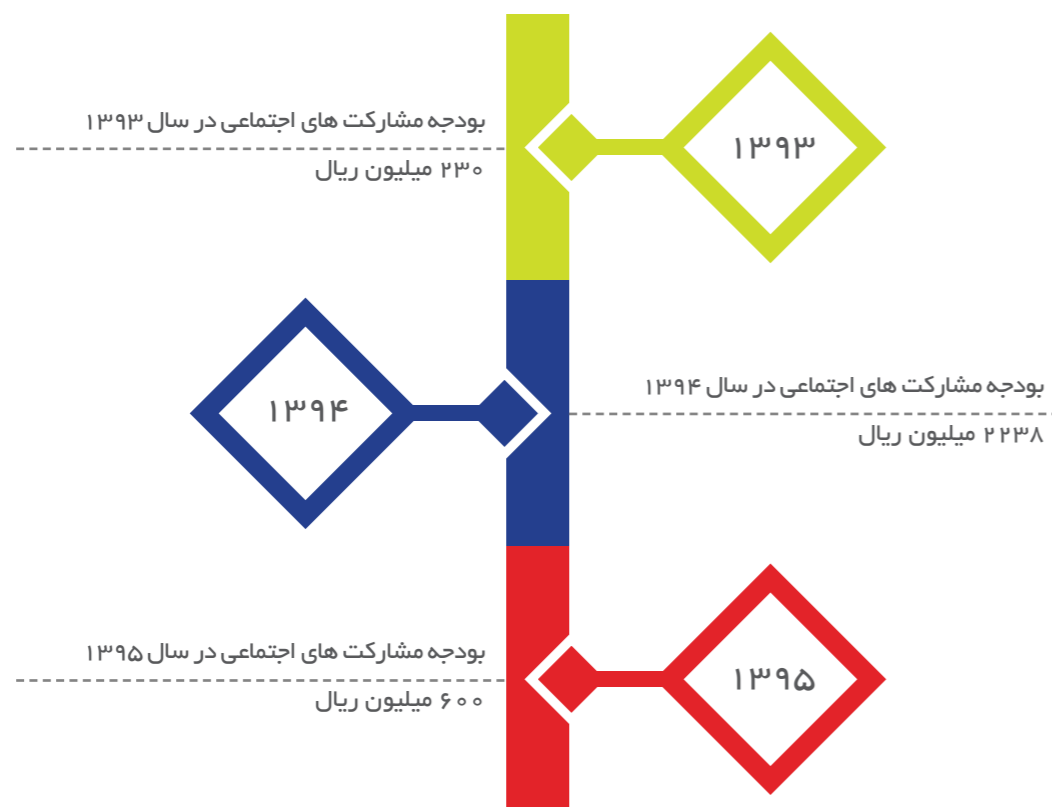 ۱۳۹۳
بودجه مشارکت های اجتماعی در سال ۱۳۹۳
۲۳۰ میلیون ریال
۱۳۹۴
بودجه مشارکت های اجتماعی در سال ۱۳۹۴
۲۲۳۸ میلیون ریال
۱۳۹۵
بودجه مشارکت های اجتماعی در سال ۱۳۹۵
۶۰۰ میلیون ریال